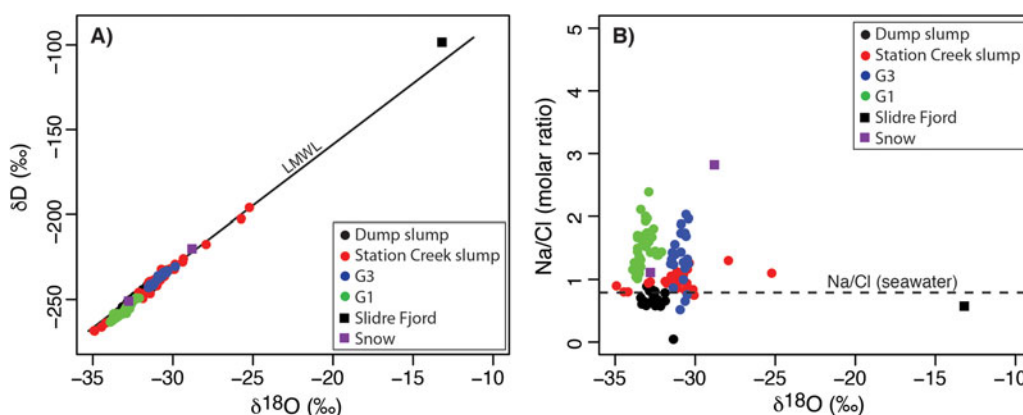 A)
δD (‰)
−100
−150
−200
−250
LMWL
Dump slump
Station Creek slump
G3
G1
Slidre Fjord
Snow
−35 −30 −25 −20 −15 −10
δ18O (‰)
B)
Na/Cl (molar ratio)
5
4
3
2
1
0
Dump slump
Station Creek slump
G3
G1
Slidre Fjord
Snow
Na/Cl (seawater)
−35 −30 −25 −20 −15 −10
δ18O (‰)